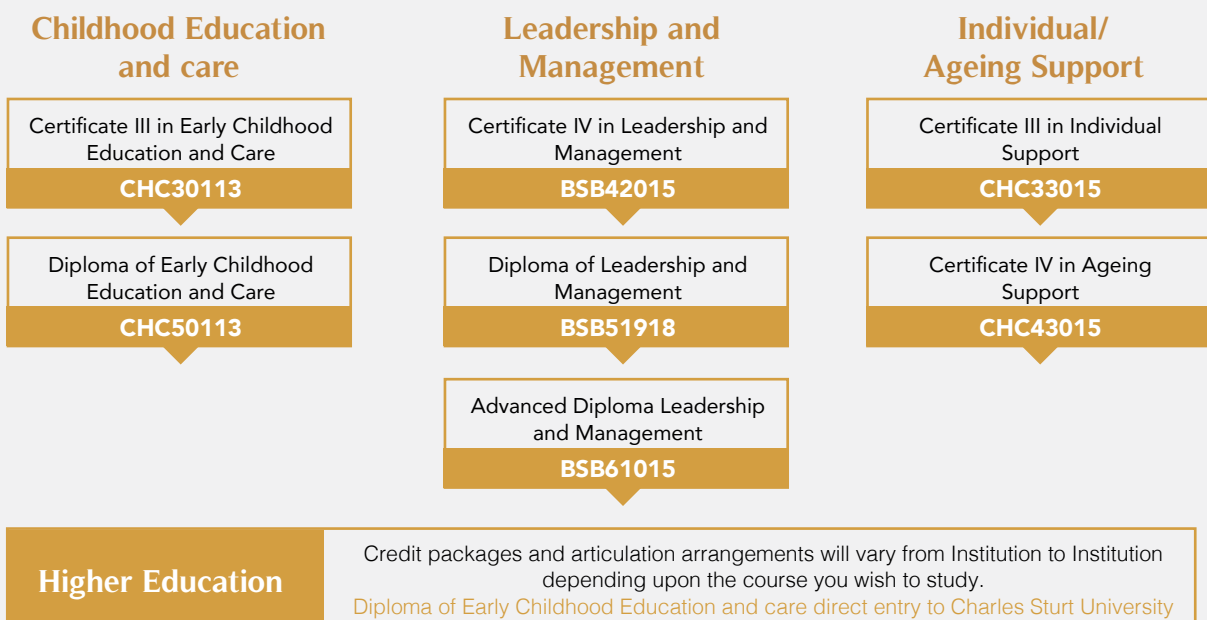 Childhood Education
and care
Certificate III in Early Childhood
Education and Care
CHC30113
Diploma of Early Childhood
Education and Care
CHC50113
Leadership and
Management
Certificate IV in Leadership and
Management
BSB42015
Diploma of Leadership and
Management
BSB51918
Advanced Diploma Leadership
and Management
BSB61015
Individual/
Ageing Support
Certificate III in Individual
Support
CHC33015
Certificate IV in Ageing
Support
CHC43015
Higher Education
Credit packages and articulation arrangements will vary from Institution to Institution
depending upon the course you wish to study.
Diploma of Early Childhood Education and care direct entry to Charles Sturt University